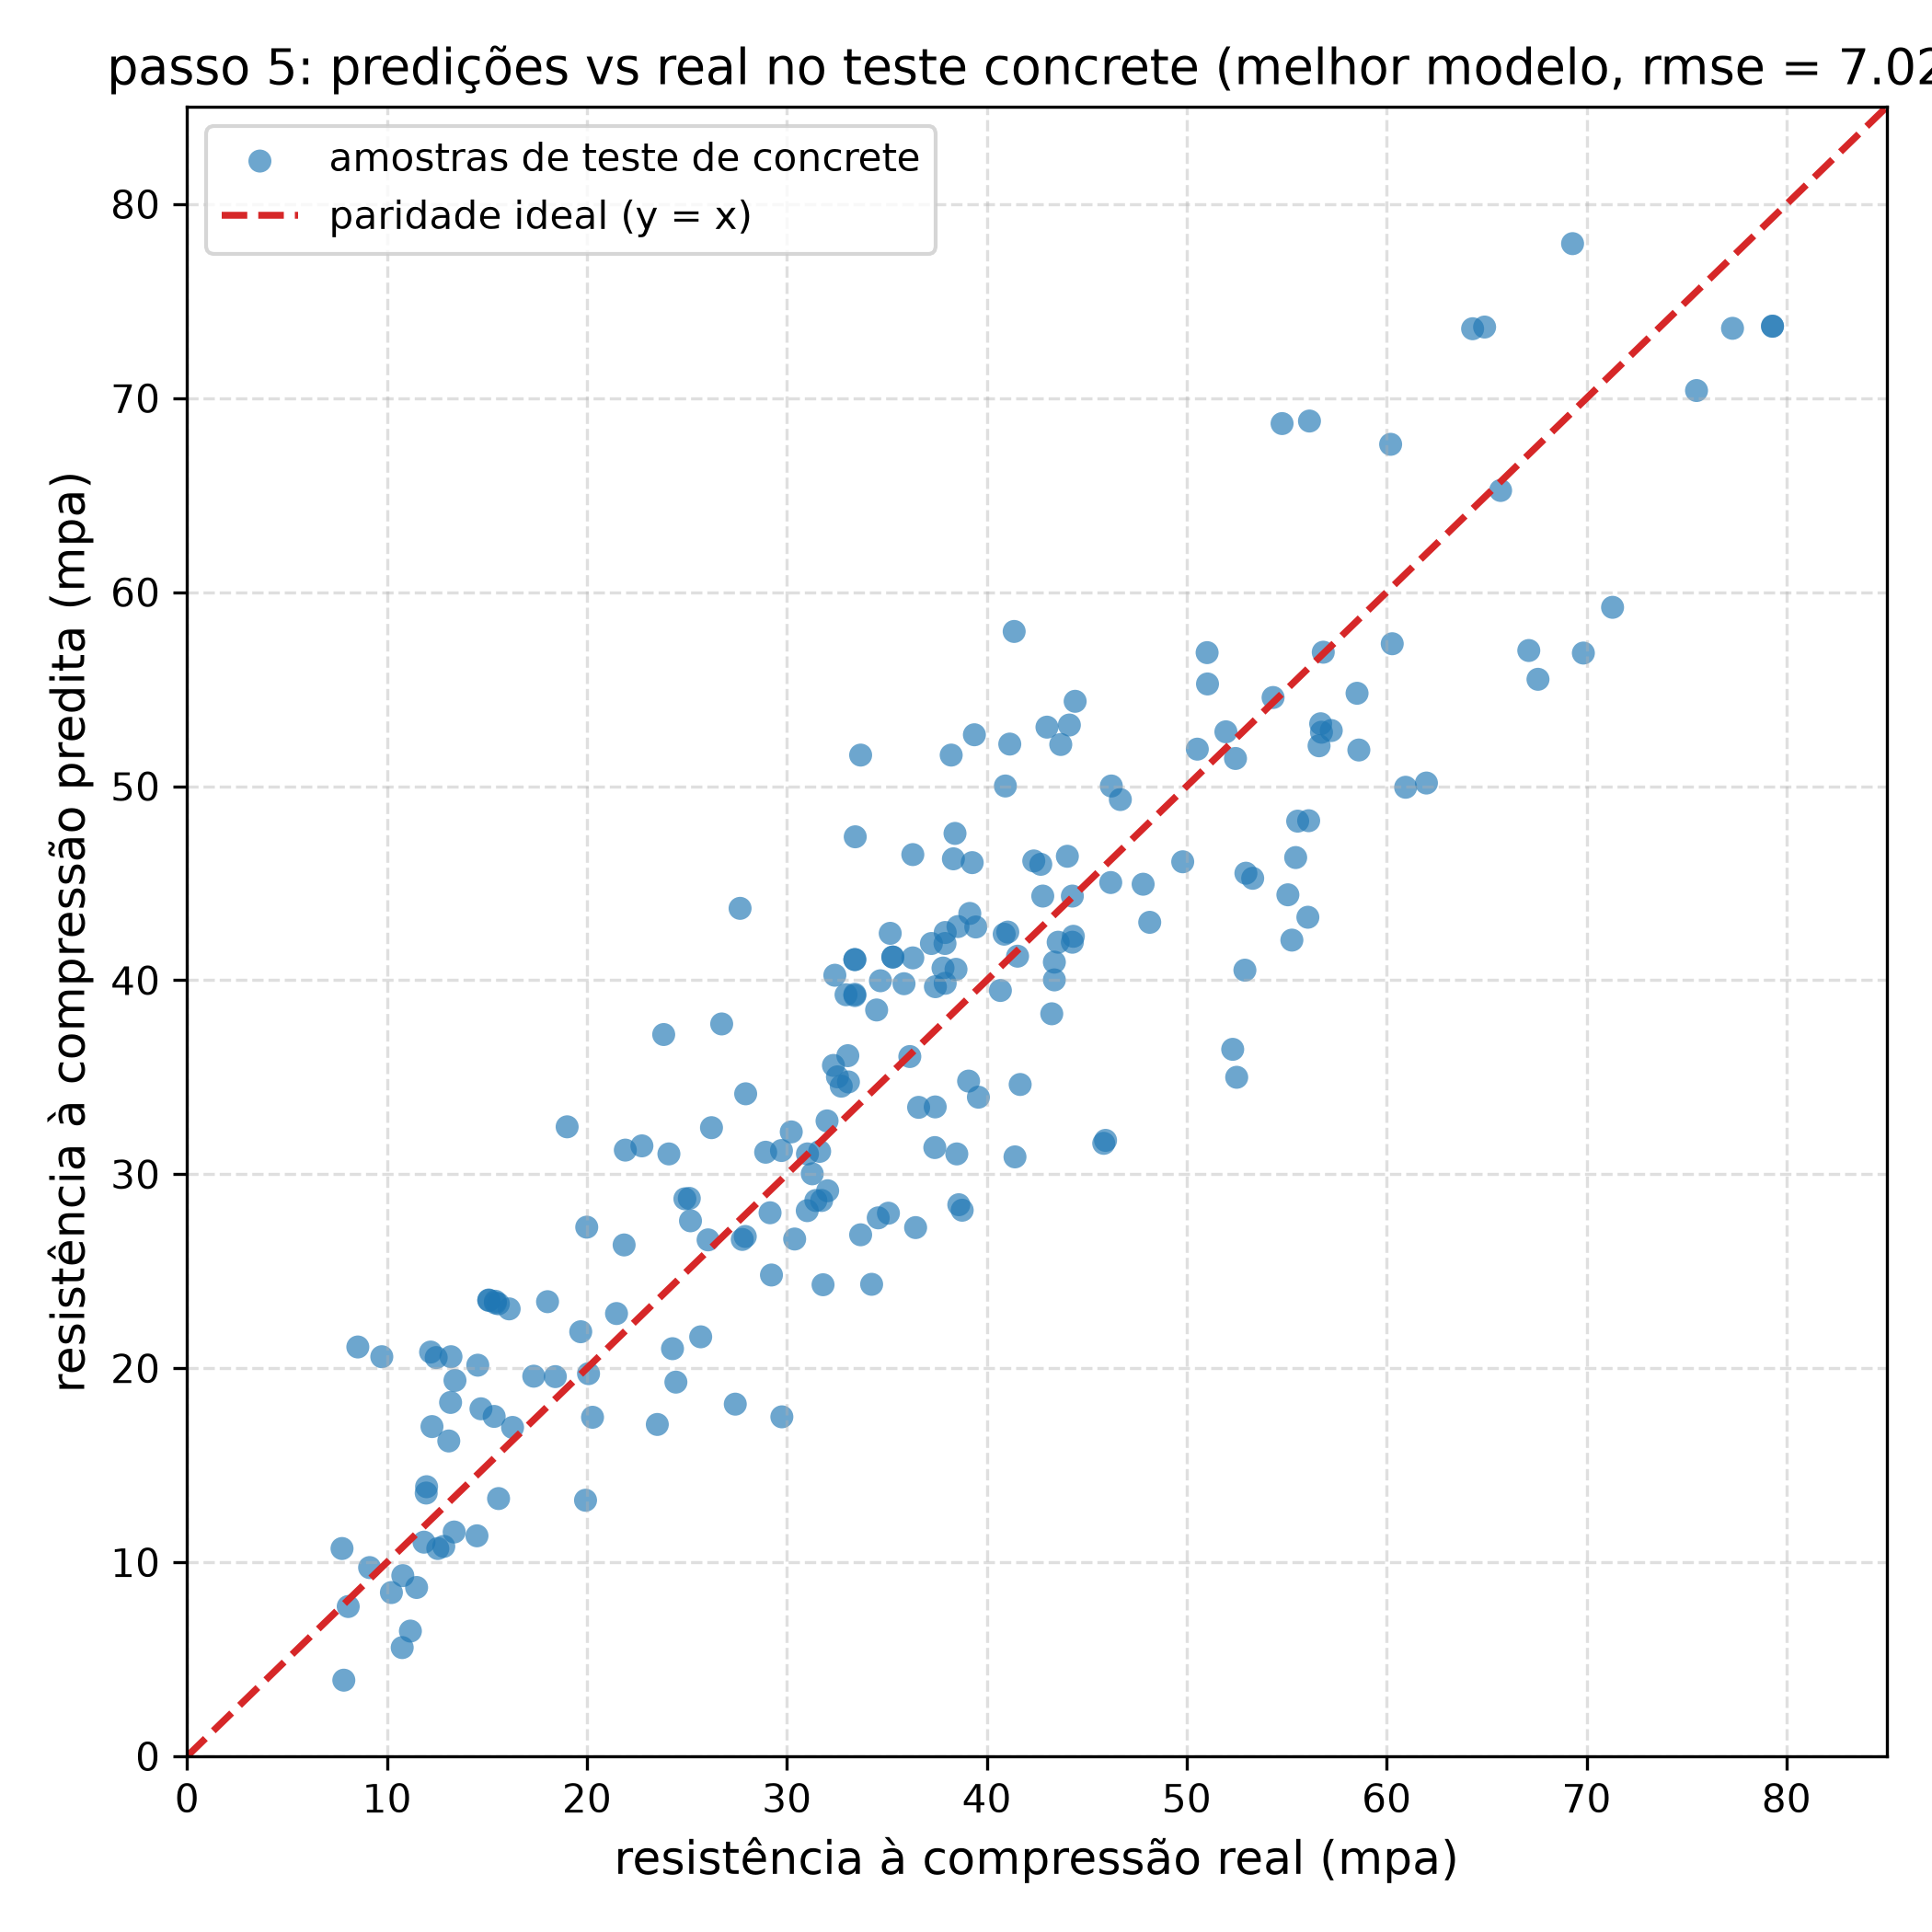 passo 5: predições vs real no teste concrete (melhor modelo, rmse = 7.02
amostras de teste de concrete
paridade ideal (y = x)
resistência à compressão predita (mpa)
80
70
60
50
40
30
20
10
0
0 10 20 30 40 50 60 70 80
resistência à compressão real (mpa)